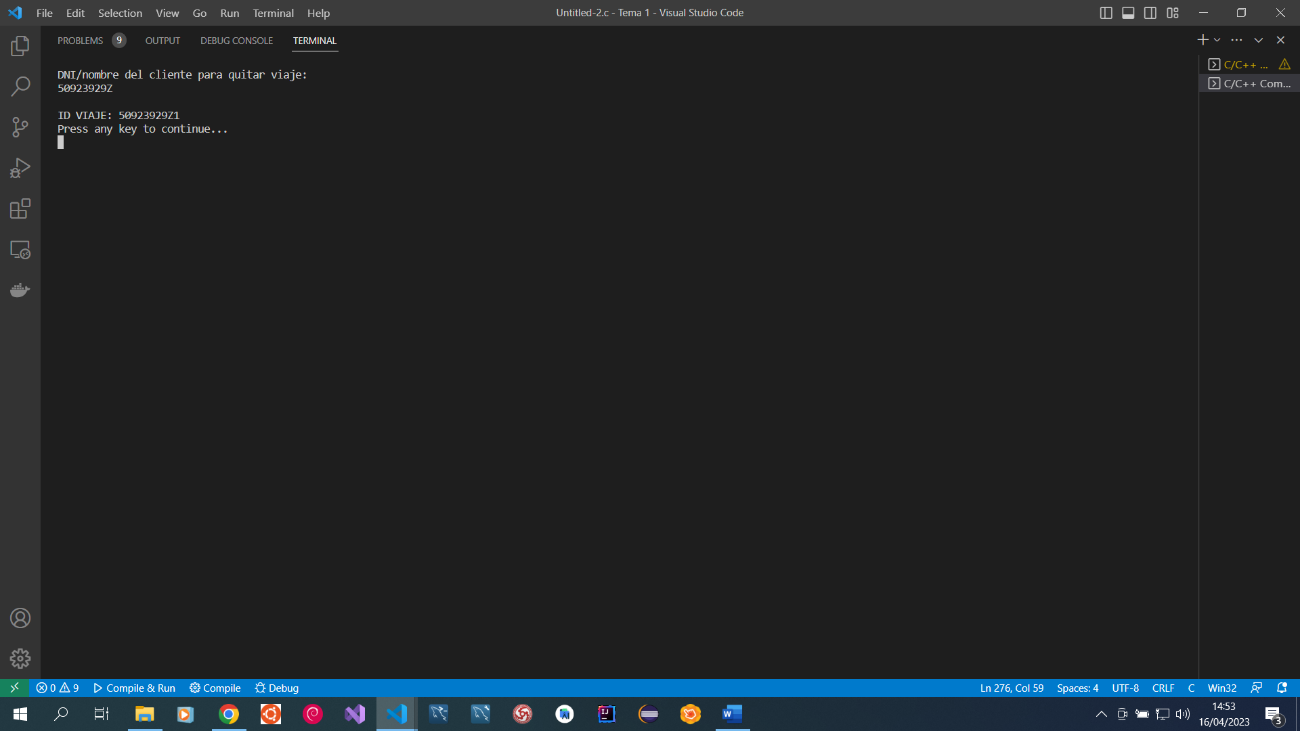 File Edit Selection View Go Run Terminal Help
Untitled-2.c - Tema 1 - Visual Studio Code
PROBLEMS 9 OUTPUT DEBUG CONSOLE TERMINAL
DNI/nombre del cliente para quitar viaje:
50923929Z
ID VIAJE: 50923929Z1
Press any key to continue...
C/C++ ...
C/C++ Com...
0 9 Compile & Run Compile Debug
Ln 276, Col 59 Spaces: 4 UTF-8 CRLF C Win32
14:53
16/04/2023
3